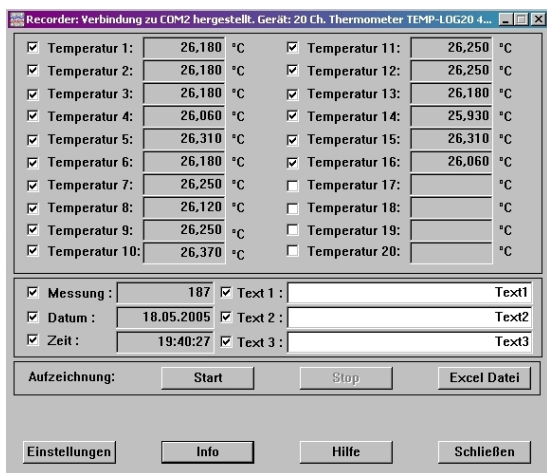 Recorder: Verbindung zu COM2 hergestellt. Gerät: 20 Ch. Thermometer TEMP-LOG20 4...
Temperatur 1: 26,180 °C Temperatur 11: 26,250 °C
Temperatur 2: 26,180 °C Temperatur 12: 26,250 °C
Temperatur 3: 26,180 °C Temperatur 13: 26,180 °C
Temperatur 4: 26,060 °C Temperatur 14: 25,930 °C
Temperatur 5: 26,310 °C Temperatur 15: 26,310 °C
Temperatur 6: 26,180 °C Temperatur 16: 26,060 °C
Temperatur 7: 26,250 °C Temperatur 17: °C
Temperatur 8: 26,120 °C Temperatur 18: °C
Temperatur 9: 26,250 °C Temperatur 19: °C
Temperatur 10: 26,370 °C Temperatur 20: °C
Messung : 187 Text 1 : Text1
Datum : 18.05.2005 Text 2 : Text2
Zeit : 19:40:27 Text 3 : Text3
Aufzeichnung: Start Stop Excel Datei
Einstellungen Info Hilfe Schließen